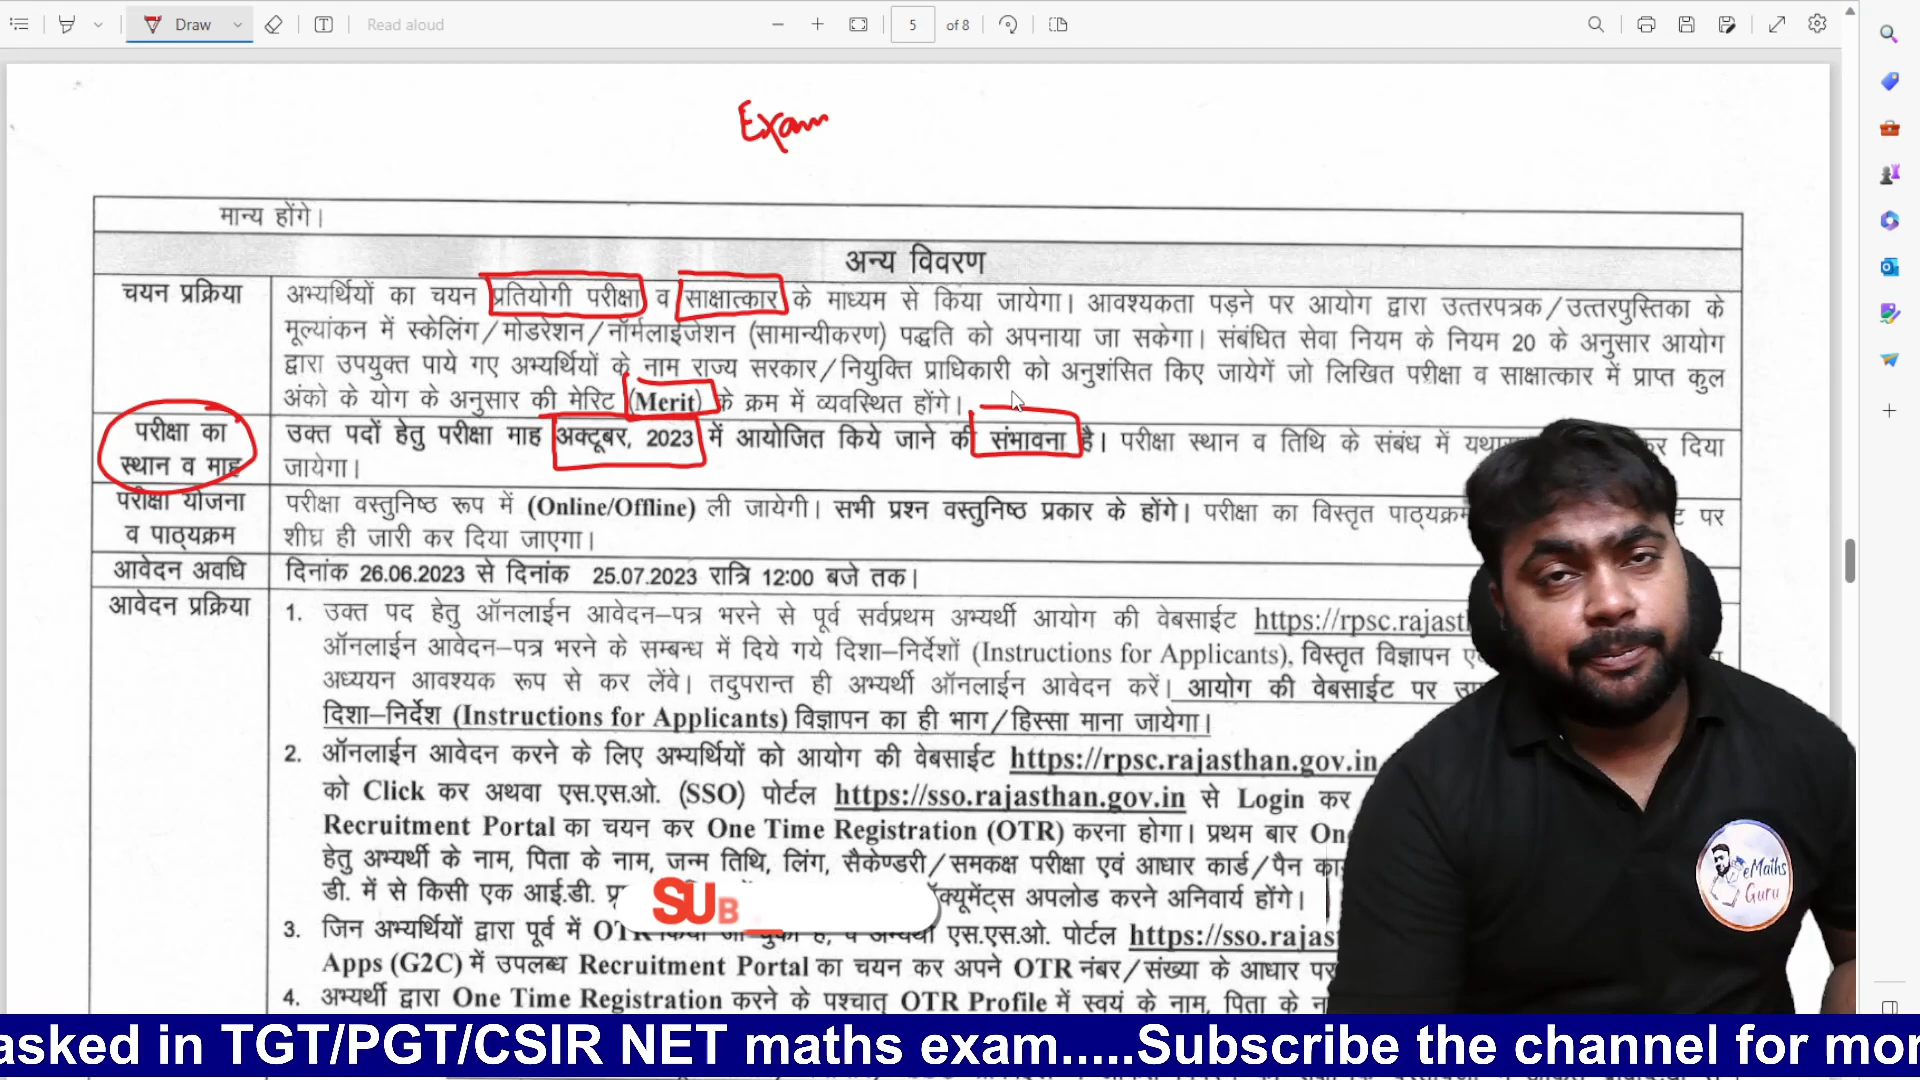 Draw
Read aloud
5 of 8
Exam
मान्य होंगे।
अन्य विवरण
चयन प्रक्रिया
अभ्यर्थियों का चयन प्रतियोगी परीक्षा व साक्षात्कार के माध्यम से किया जायेगा। आवश्यकता पड़ने पर आयोग द्वारा उत्तरपत्रक/उत्तरपुस्तिका के
मूल्यांकन में स्केलिंग/मोडरेशन/नॉर्मलाईजेशन (सामान्यीकरण) पद्धति को अपनाया जा सकेगा। संबंधित सेवा नियम के नियम 20 के अनुसार आयोग
द्वारा उपयुक्त पाये गए अभ्यर्थियों के नाम राज्य सरकार/नियुक्ति प्राधिकारी को अनुशंसित किए जायेगें जो लिखित परीक्षा व साक्षात्कार में प्राप्त कुल
अंको के योग के अनुसार की मेरिट (Merit) के क्रम में व्यवस्थित होंगे।
परीक्षा का
स्थान व माह
उक्त पदों हेतु परीक्षा माह अक्टूबर, 2023 में आयोजित किये जाने की संभावना है। परीक्षा स्थान व तिथि के संबंध में कर दिया
जायेगा।
परीक्षा योजना
व पाठ्यक्रम
परीक्षा वस्तुनिष्ठ रूप में (Online/Offline) ली जायेगी। सभी प्रश्न वस्तुनिष्ठ प्रकार के होंगे। परीक्षा का विस्तृत पाठ्यक्रम पर
शीघ्र ही जारी कर दिया जाएगा।
आवेदन अवधि
दिनांक 26.06.2023 से दिनांक 25.07.2023 रात्रि 12:00 बजे तक।
आवेदन प्रक्रिया
1. उक्त पद हेतु ऑनलाईन आवेदन–पत्र भरने से पूर्व सर्वप्रथम अभ्यर्थी आयोग की वेबसाईट https://rpsc.rajast
ऑनलाईन आवेदन–पत्र भरने के सम्बन्ध में दिये गये दिशा–निर्देशों (Instructions for Applicants), विस्तृत विज्ञापन
अध्ययन आवश्यक रूप से कर लेंवे। तदुपरान्त ही अभ्यर्थी ऑनलाईन आवेदन करें। आयोग की वेबसाईट पर
दिशा–निर्देश (Instructions for Applicants) विज्ञापन का ही भाग/हिस्सा माना जायेगा।
2. ऑनलाईन आवेदन करने के लिए अभ्यर्थियों को आयोग की वेबसाईट https://rpsc.rajasthan.gov.in
को Click कर अथवा एस.एस.ओ. (SSO) पोर्टल https://sso.rajasthan.gov.in से Login कर
Recruitment Portal का चयन कर One Time Registration (OTR) करना होगा। प्रथम बार On
हेतु अभ्यर्थी के नाम, पिता के नाम, जन्म तिथि, लिंग, सैकेण्डरी/समकक्ष परीक्षा एवं आधार कार्ड/पैन का
डी. में से किसी एक आई.डी. अपलोड करने अनिवार्य होंगे।
SUB
3. जिन अभ्यर्थियों द्वारा पूर्व में एस.एस.ओ. पोर्टल https://sso.rajas
Apps (G2C) में उपलब्ध Recruitment Portal का चयन कर अपने OTR नंबर/संख्या के आधार पर
4. अभ्यर्थी द्वारा One Time Registration करने के पश्चात् OTR Profile में स्वयं के नाम, पिता के
eMaths
Guru
asked in TGT/PGT/CSIR NET maths exam.....Subscribe the channel for mor